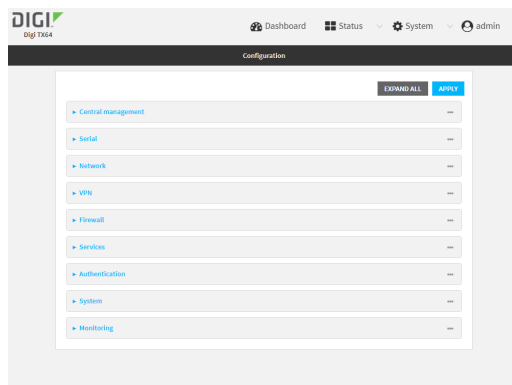 DIGI
Digi TX64
Dashboard Status System admin
Configuration
EXPAND ALL APPLY
Central management
Serial
Network
VPN
Firewall
Services
Authentication
System
Monitoring